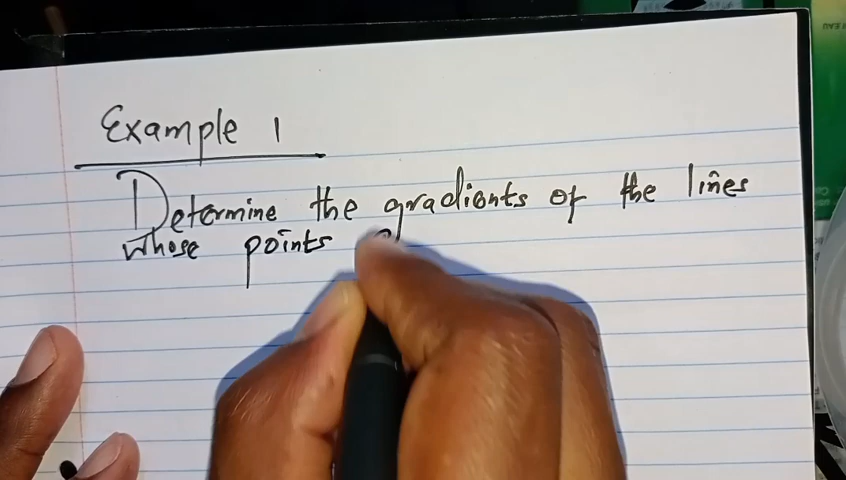 Example 1
Determine the gradients of the lines
whose points